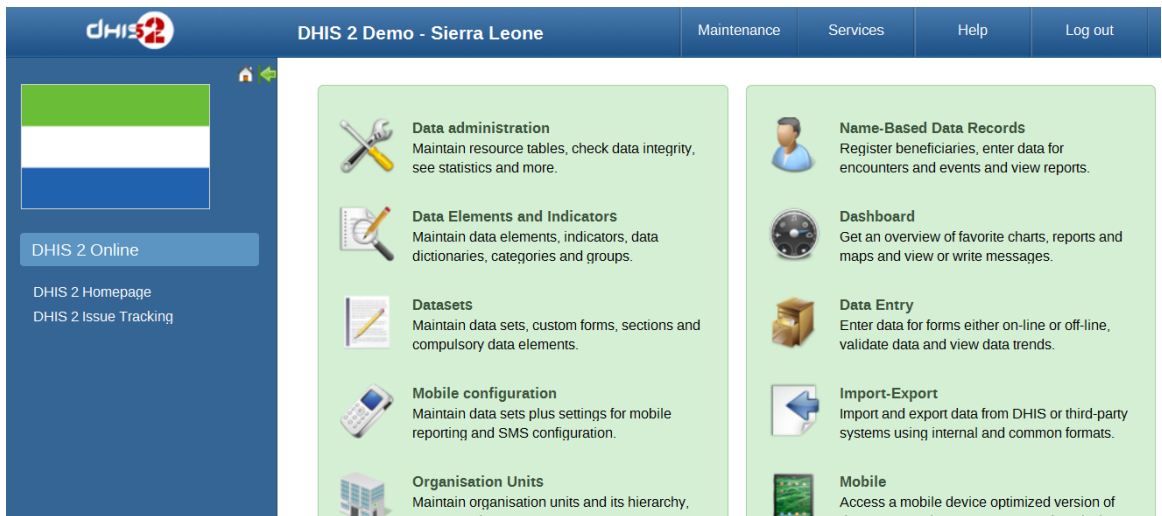 dHIS2
DHIS 2 Demo - Sierra Leone
Maintenance
Services
Help
Log out
DHIS 2 Online
DHIS 2 Homepage
DHIS 2 Issue Tracking
Data administration
Maintain resource tables, check data integrity,
see statistics and more.
Data Elements and Indicators
Maintain data elements, indicators, data
dictionaries, categories and groups.
Datasets
Maintain data sets, custom forms, sections and
compulsory data elements.
Mobile configuration
Maintain data sets plus settings for mobile
reporting and SMS configuration.
Organisation Units
Maintain organisation units and its hierarchy,
Name-Based Data Records
Register beneficiaries, enter data for
encounters and events and view reports.
Dashboard
Get an overview of favorite charts, reports and
maps and view or write messages.
Data Entry
Enter data for forms either on-line or off-line,
validate data and view data trends.
Import-Export
Import and export data from DHIS or third-party
systems using internal and common formats.
Mobile
Access a mobile device optimized version of